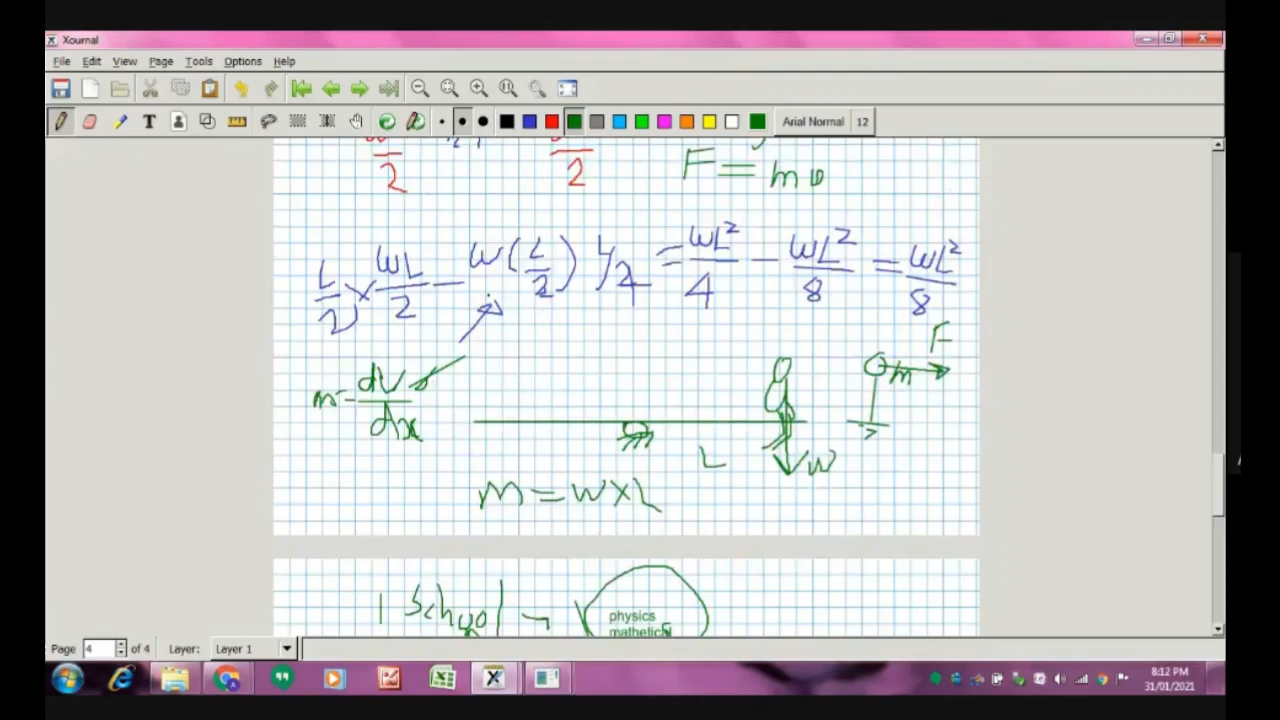 Xournal
File Edit View Page Tools Options Help
Arial Normal 12
2 2 F = m
L/2 × WL/2 - W(L/2) L/4 = WL²/4 - WL²/8 = WL²/8
F
m
m = dV/dx
L W
m = W×L
1 School
physics
Page 4 of 4 Layer: Layer 1
8:12 PM
31/01/2021